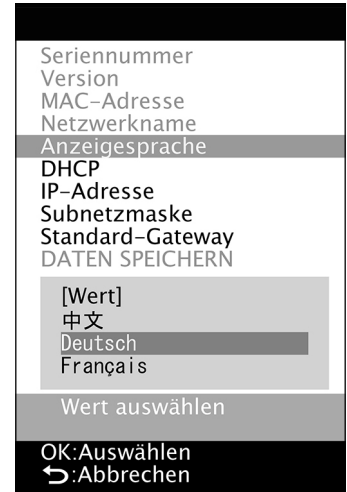 Seriennummer
Version
MAC-Adresse
Netzwerkname
Anzeigesprache
DHCP
IP-Adresse
Subnetzmaske
Standard-Gateway
DATEN SPEICHERN
[Wert]
中文
Deutsch
Français
Wert auswählen
OK:Auswählen
⮌:Abbrechen